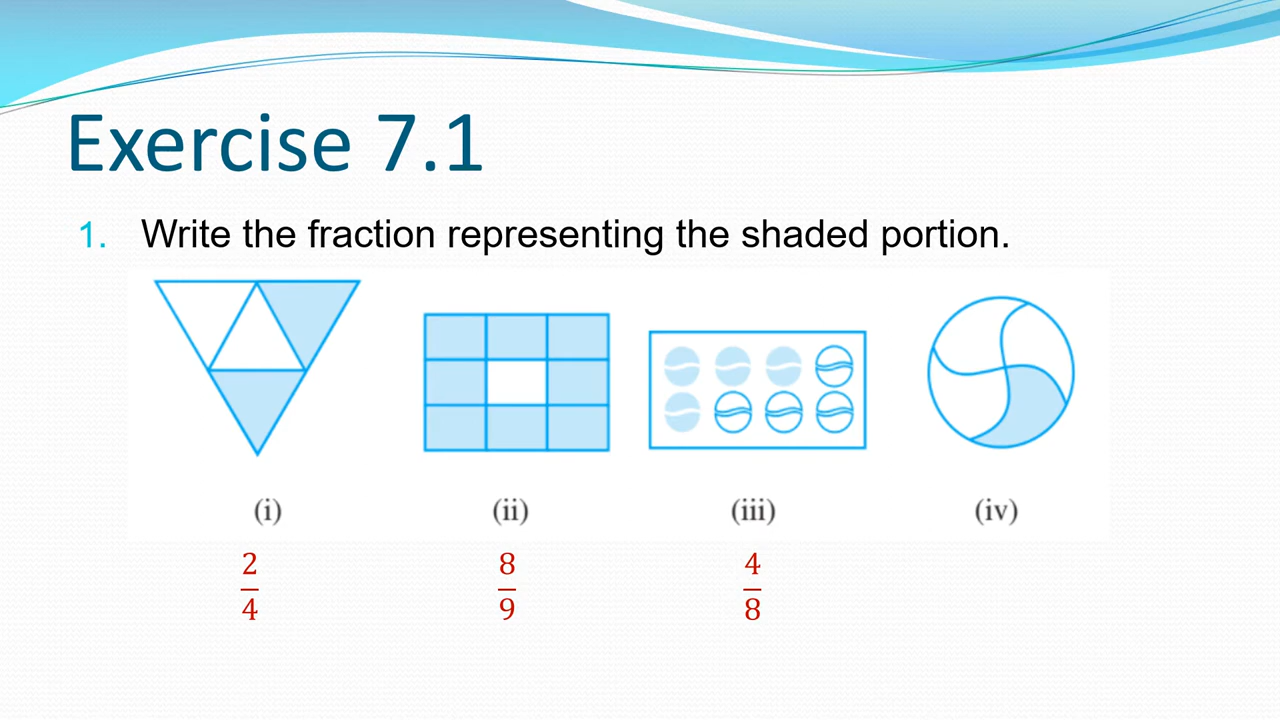 Exercise 7.1
1. Write the fraction representing the shaded portion.
(i) (ii) (iii) (iv)
2 8 4
4 9 8